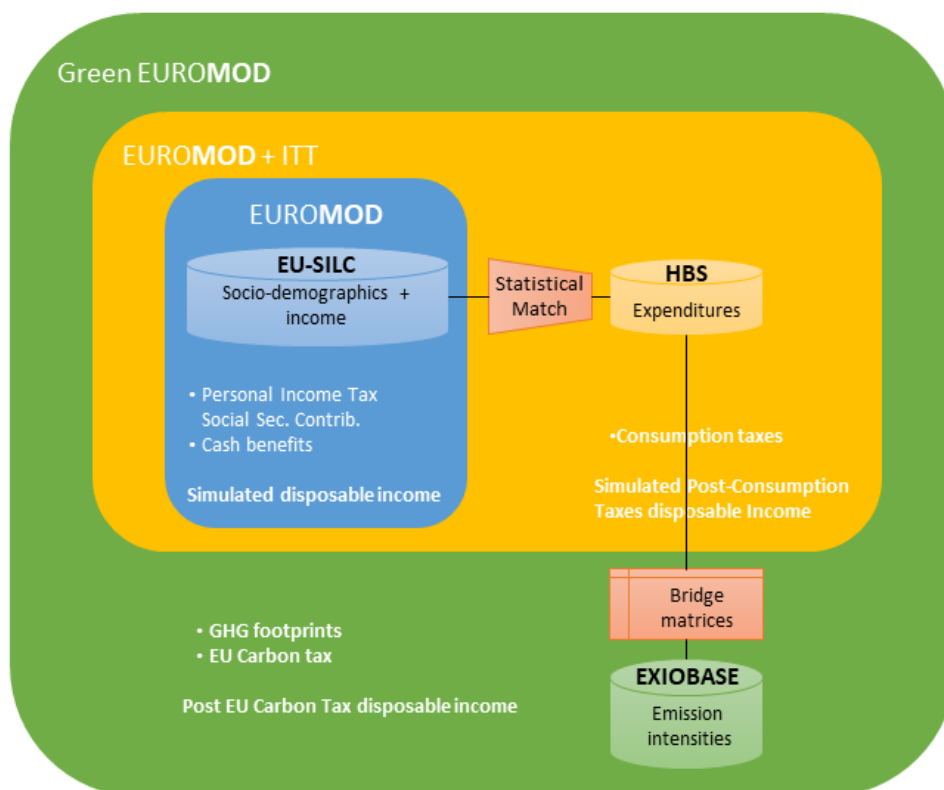 Green EUROMOD
EUROMOD + ITT
EUROMOD
EU-SILC
Socio-demographics +
income
Statistical
Match
HBS
Expenditures
• Personal Income Tax
Social Sec. Contrib.
• Cash benefits
Simulated disposable income
•Consumption taxes
Simulated Post-Consumption
Taxes disposable Income
Bridge
matrices
• GHG footprints
• EU Carbon tax
Post EU Carbon Tax disposable income
EXIOBASE
Emission
intensities